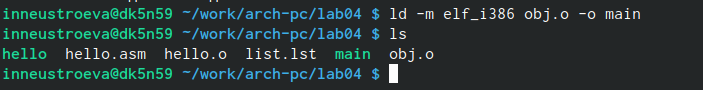 inneustroeva@dk5n59 ~/work/arch-pc/lab04 $ ld -m elf_i386 obj.o -o main
inneustroeva@dk5n59 ~/work/arch-pc/lab04 $ ls
hello  hello.asm  hello.o  list.lst  main  obj.o
inneustroeva@dk5n59 ~/work/arch-pc/lab04 $